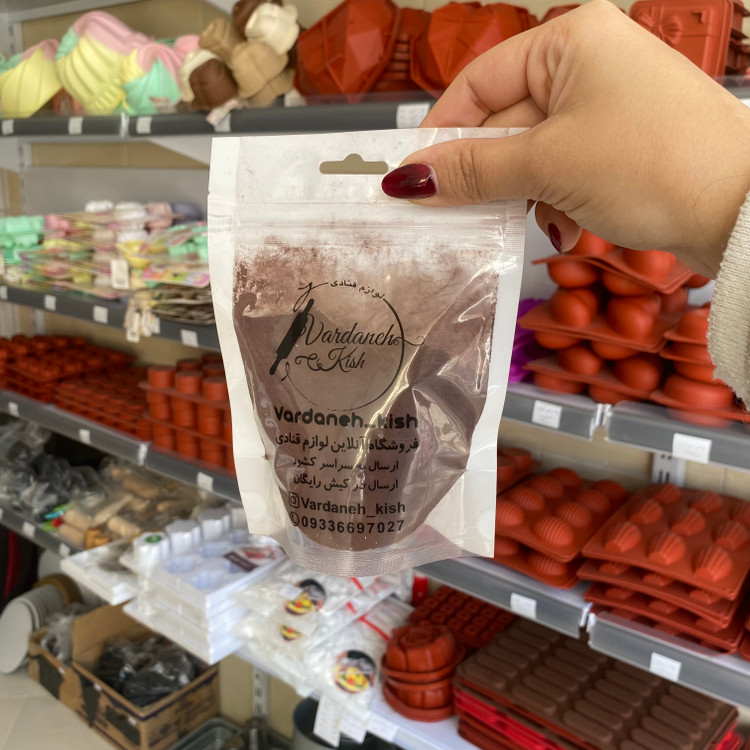 لوازم قنادی
Vardaneh
Kish
Vardaneh_kish
فروشگاه آنلاین لوازم قنادی
ارسال به سراسر کشور
ارسال در کیش رایگان
Vardaneh_kish
09336697027